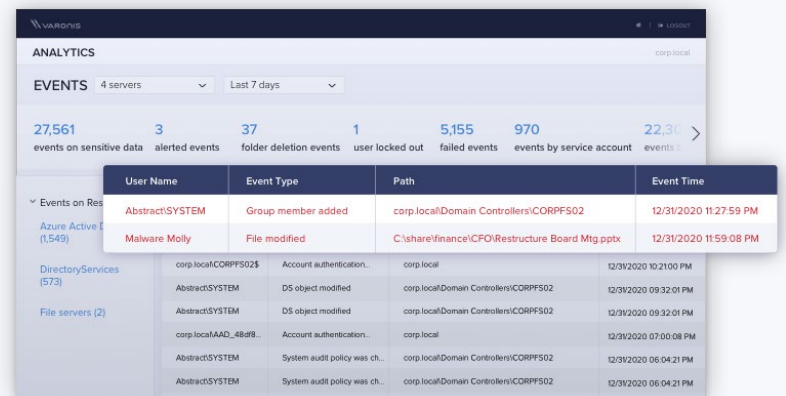 VARONIS
LOGOUT
ANALYTICS
corp.local
EVENTS 4 servers Last 7 days
27,561 3 37 1 5,155 970 22,30
events on sensitive data alerted events folder deletion events user locked out failed events events by service account events
User Name Event Type Path Event Time
Abstract\SYSTEM Group member added corp.local\Domain Controllers\CORPFS02 12/31/2020 11:27:59 PM
Malware Molly File modified C:\share\finance\CFO\Restructure Board Mtg.pptx 12/31/2020 11:59:08 PM
Events on Res
Azure Active D
(1,549)
DirectoryServices
(573)
File servers (2)
corp.local\CORPFS02$ Account authentication... corp.local 12/31/2020 10:21:00 PM
Abstract\SYSTEM DS object modified corp.local\Domain Controllers\CORPFS02 12/31/2020 09:32:01 PM
Abstract\SYSTEM DS object modified corp.local\Domain Controllers\CORPFS02 12/31/2020 09:32:01 PM
corp.local\AAD_48df8... Account authentication... corp.local 12/31/2020 07:00:08 PM
Abstract\SYSTEM System audit policy was ch... corp.local\Domain Controllers\CORPFS02 12/31/2020 06:04:21 PM
Abstract\SYSTEM System audit policy was ch... corp.local\Domain Controllers\CORPFS02 12/31/2020 06:04:21 PM